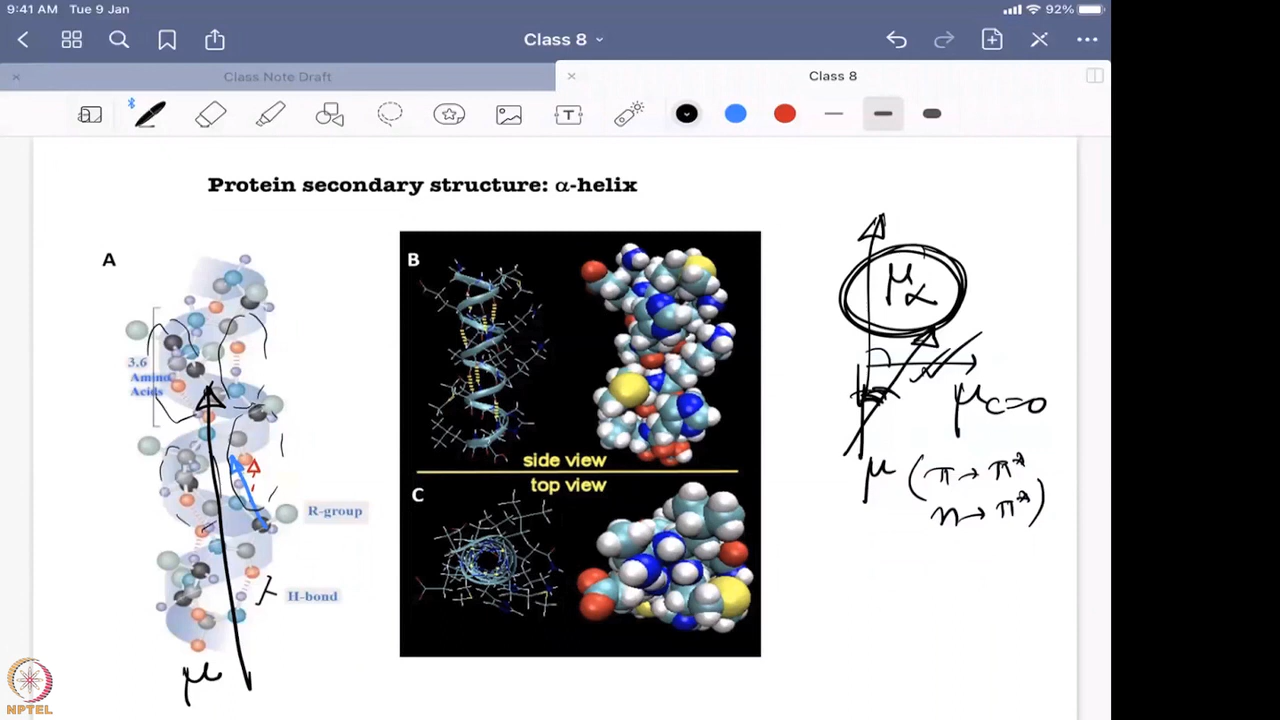 9:41 AM Tue 9 Jan
92%
Class 8
Class Note Draft
Class 8
Protein secondary structure: α-helix
A
3.6
Amino
Acids
R-group
H-bond
μ
B
side view
top view
C
μα
μc=0
μ (π → π*
n → π*)
NPTEL